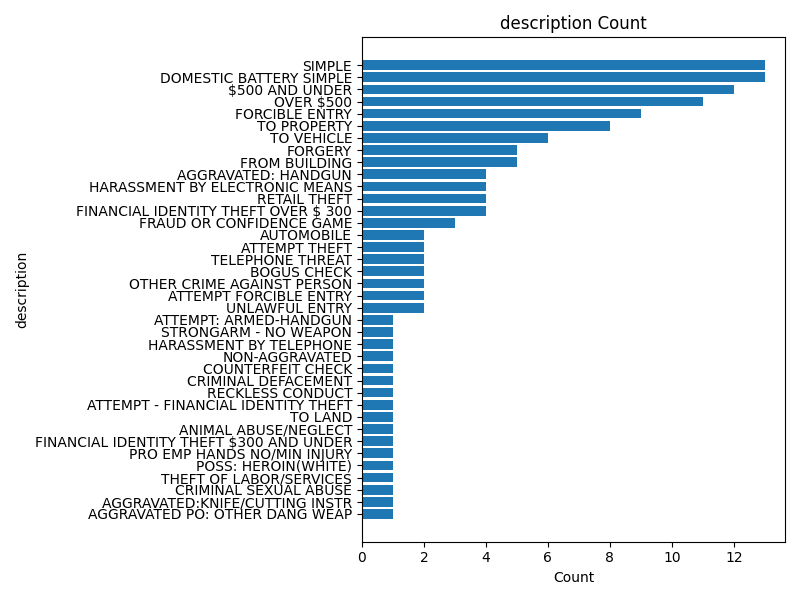 description Count
SIMPLE
DOMESTIC BATTERY SIMPLE
$500 AND UNDER
OVER $500
FORCIBLE ENTRY
TO PROPERTY
TO VEHICLE
FORGERY
FROM BUILDING
AGGRAVATED: HANDGUN
HARASSMENT BY ELECTRONIC MEANS
RETAIL THEFT
FINANCIAL IDENTITY THEFT OVER $ 300
FRAUD OR CONFIDENCE GAME
AUTOMOBILE
ATTEMPT THEFT
TELEPHONE THREAT
BOGUS CHECK
OTHER CRIME AGAINST PERSON
ATTEMPT FORCIBLE ENTRY
UNLAWFUL ENTRY
ATTEMPT: ARMED-HANDGUN
STRONGARM - NO WEAPON
HARASSMENT BY TELEPHONE
NON-AGGRAVATED
COUNTERFEIT CHECK
CRIMINAL DEFACEMENT
RECKLESS CONDUCT
ATTEMPT - FINANCIAL IDENTITY THEFT
TO LAND
ANIMAL ABUSE/NEGLECT
FINANCIAL IDENTITY THEFT $300 AND UNDER
PRO EMP HANDS NO/MIN INJURY
POSS: HEROIN(WHITE)
THEFT OF LABOR/SERVICES
CRIMINAL SEXUAL ABUSE
AGGRAVATED:KNIFE/CUTTING INSTR
AGGRAVATED PO: OTHER DANG WEAP
description
0 2 4 6 8 10 12
Count